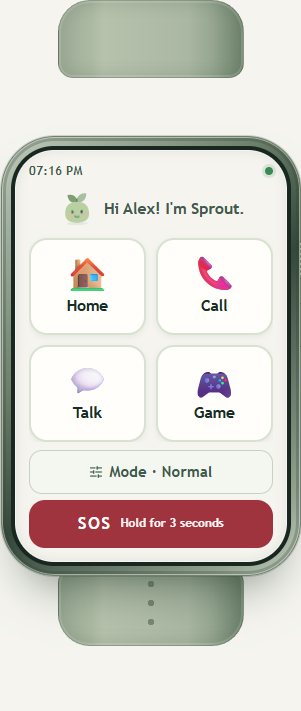 07:16 PM
Hi Alex! I'm Sprout.
Home
Call
Talk
Game
Mode · Normal
SOS Hold for 3 seconds